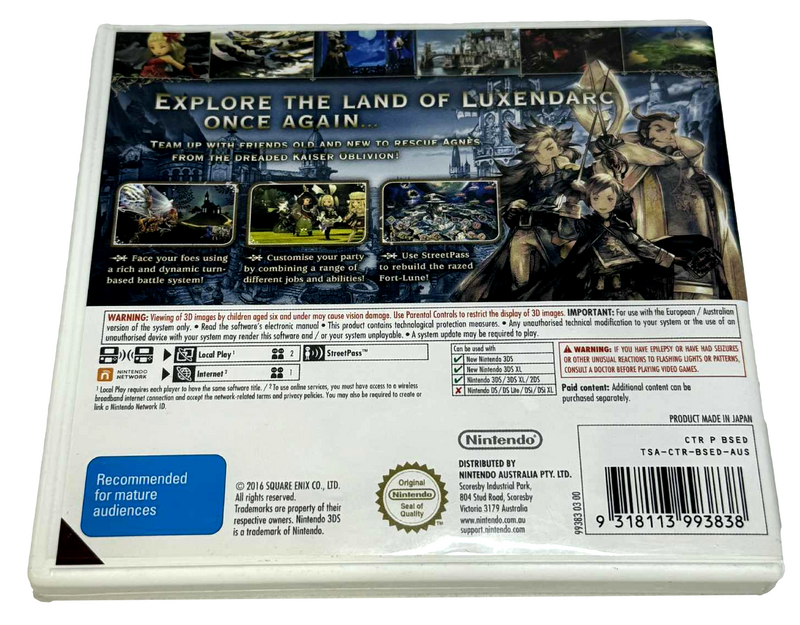 EXPLORE THE LAND OF LUXENDARC
ONCE AGAIN...
TEAM UP WITH FRIENDS OLD AND NEW TO RESCUE AGNÈS
FROM THE DREADED KAISER OBLIVION!
Face your foes using
a rich and dynamic turn-
based battle system!
Customise your party
by combining a range of
different jobs and abilities!
Use StreetPass
to rebuild the razed
Fort-Lune!
WARNING: Viewing of 3D images by children aged six and under may cause vision damage. Use Parental Controls to restrict the display of 3D images. IMPORTANT: For use with the European / Australian
version of the system only. • Read the software's electronic manual • This product contains technological protection measures. • Any unauthorised technical modification to your system or the use of an
unauthorised device with your system may render this software and / or your system unplayable. • A system update may be required to play.
Local Play¹ 2
StreetPass™
NINTENDO NETWORK
Internet² 1
¹ Local Play requires each player to have the same software title. / ² To use online services, you must have access to a wireless
broadband internet connection and accept the network-related terms and privacy policies. You may also be required to create or
link a Nintendo Network ID.
Can be used with
✓ New Nintendo 3DS
✓ New Nintendo 3DS XL
✓ Nintendo 3DS / 3DS XL / 2DS
✗ Nintendo DS / DS Lite / DSi / DSi XL
WARNING: IF YOU HAVE EPILEPSY OR HAVE HAD SEIZURES
OR OTHER UNUSUAL REACTIONS TO FLASHING LIGHTS OR PATTERNS,
CONSULT A DOCTOR BEFORE PLAYING VIDEO GAMES.
Paid content: Additional content can be
purchased separately.
PRODUCT MADE IN JAPAN
Recommended
for mature
audiences
© 2016 SQUARE ENIX CO., LTD.
All rights reserved.
Trademarks are property of their
respective owners. Nintendo 3DS
is a trademark of Nintendo.
Original
Nintendo
Seal of
Quality
TM
Nintendo
DISTRIBUTED BY
NINTENDO AUSTRALIA PTY. LTD.
Scoresby Industrial Park,
804 Stud Road, Scoresby
Victoria 3179 Australia
www.nintendo.com.au
support.nintendo.com
CTR P BSED
TSA-CTR-BSED-AUS
99383 03 00
9 318113 993838